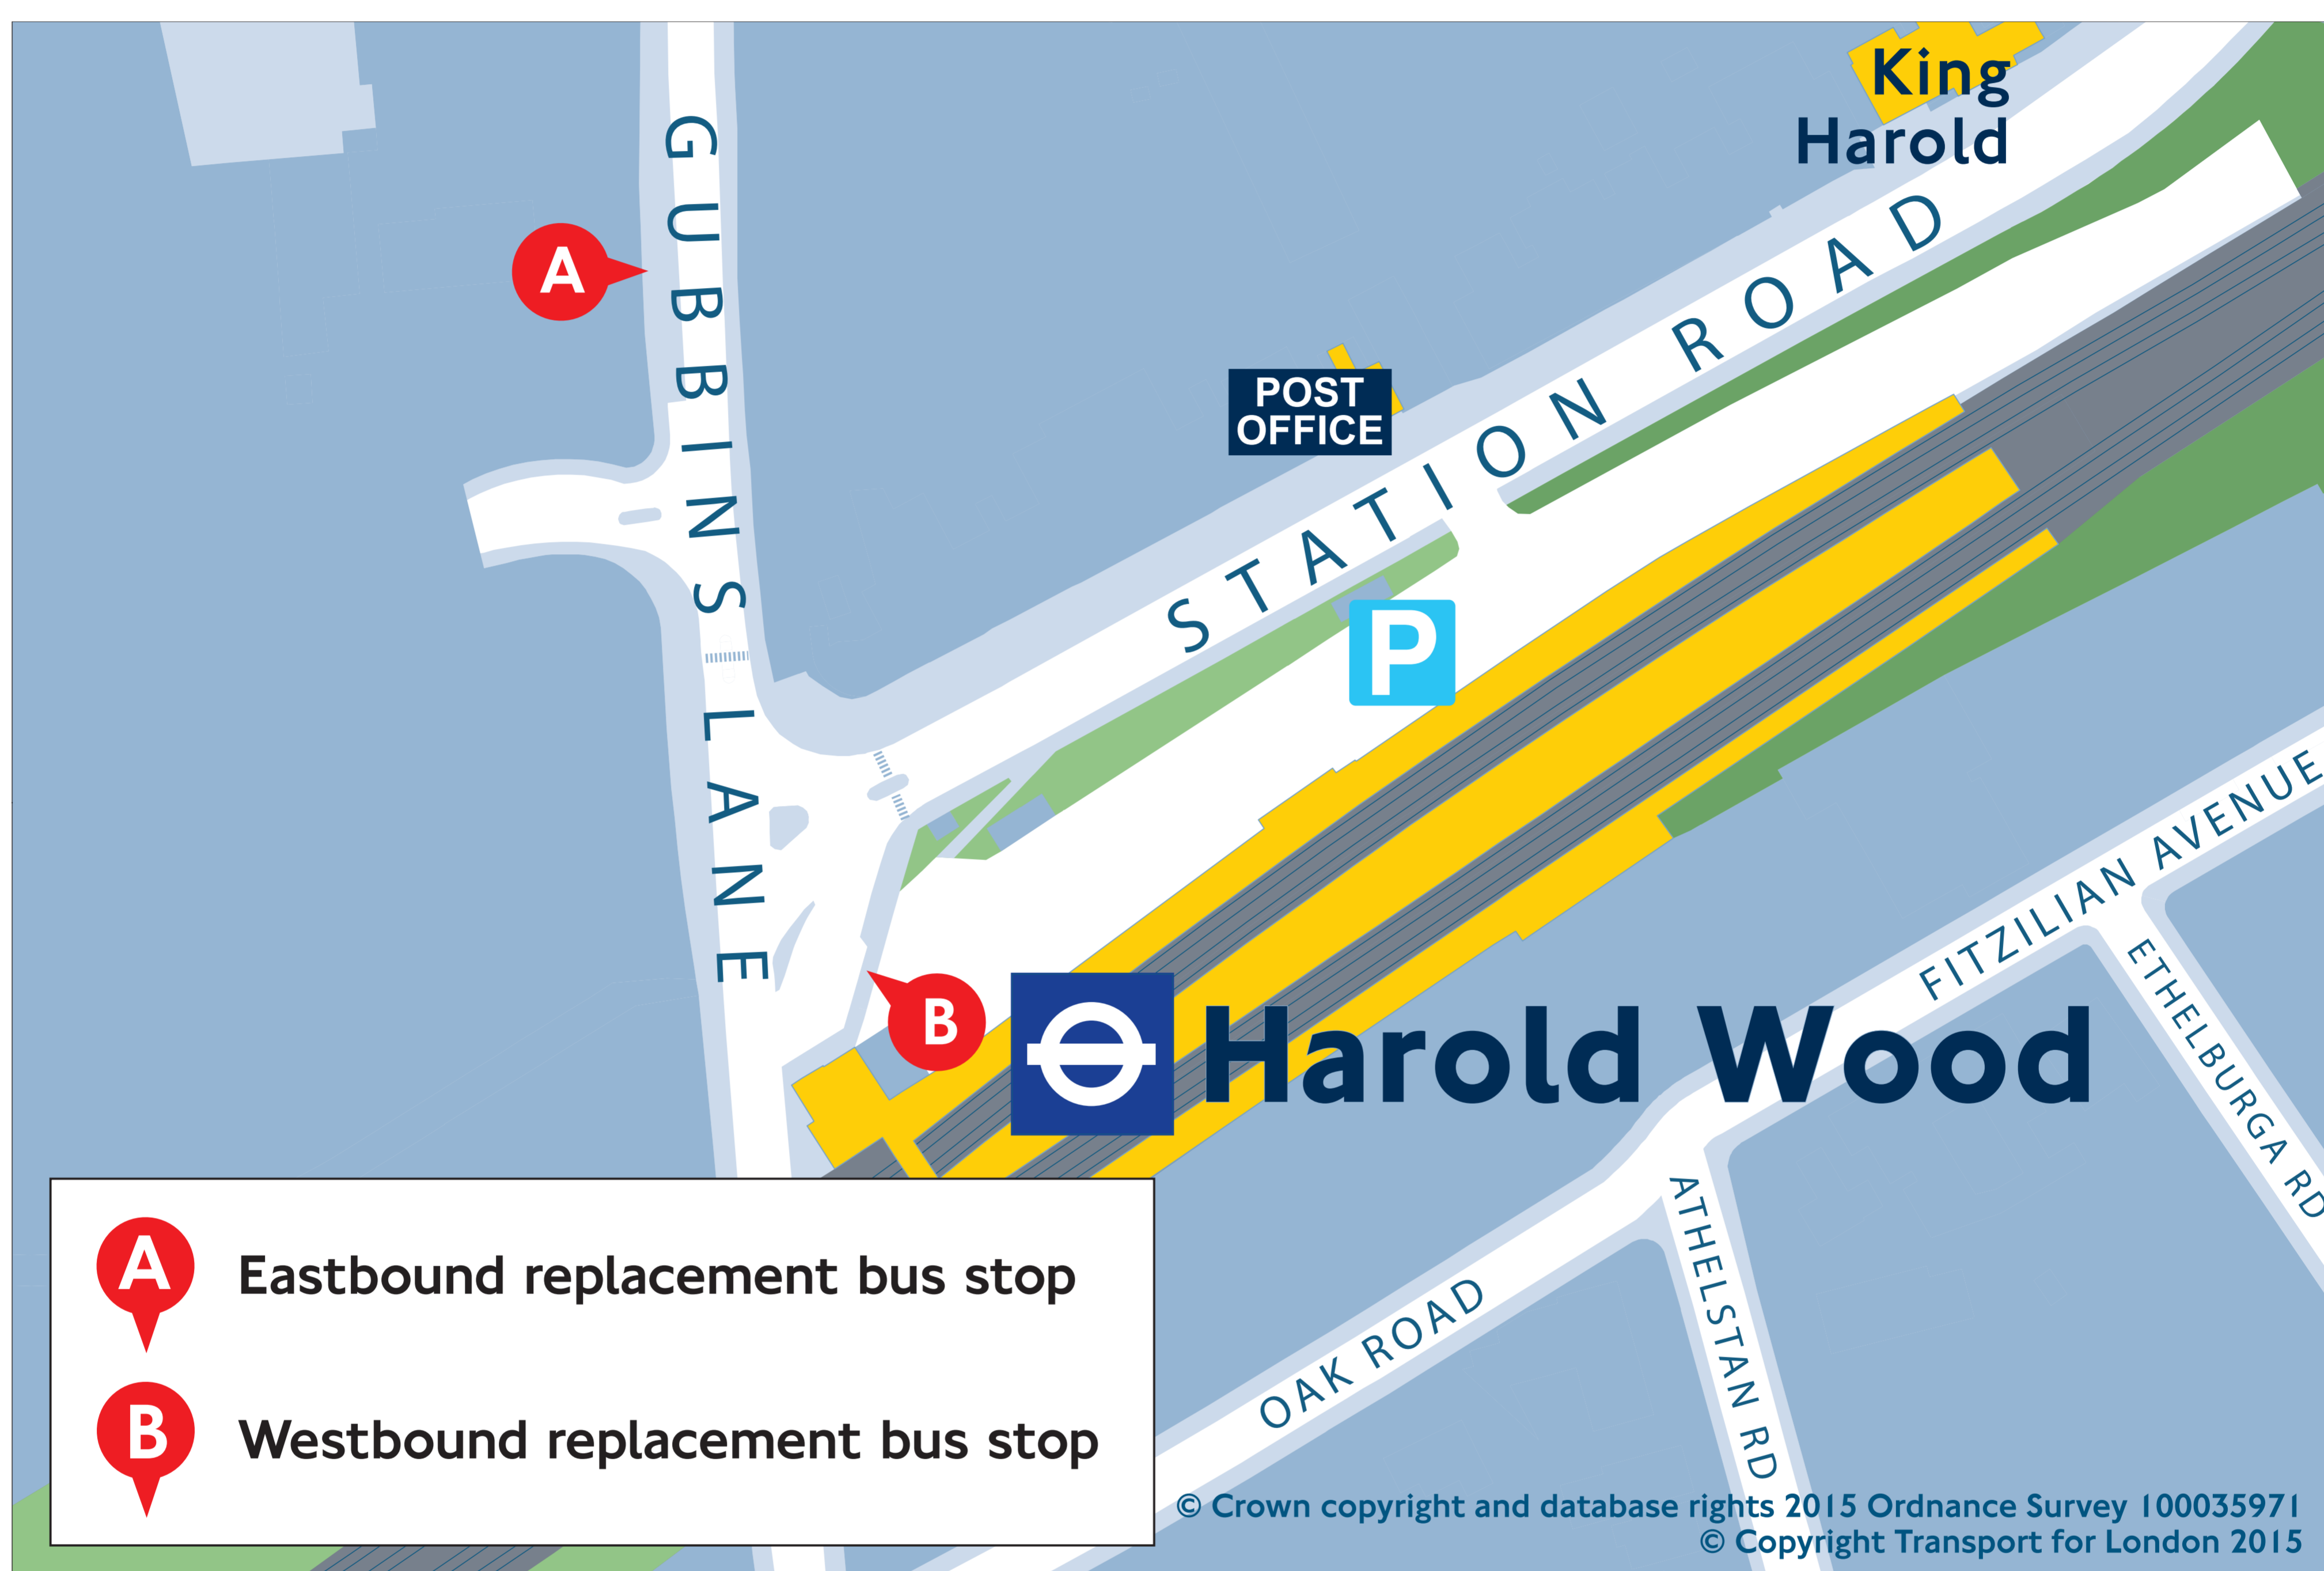 King
Harold
GUBBINS LANE
A
STATION ROAD
POST
OFFICE
P
FITZILIAN AVENUE
ETHELBURGA RD
B
Harold Wood
ATHELSTAN RD
OAK ROAD
A Eastbound replacement bus stop
B Westbound replacement bus stop
© Crown copyright and database rights 2015 Ordnance Survey 100035971
© Copyright Transport for London 2015